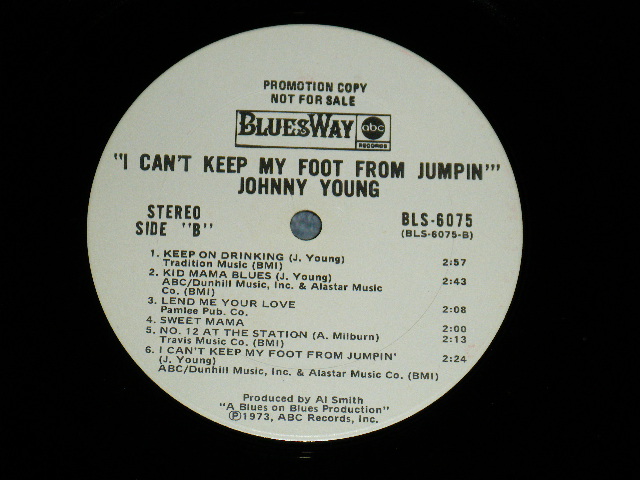 PROMOTION COPY
NOT FOR SALE
BLUESWAY abc RECORDS
"I CAN'T KEEP MY FOOT FROM JUMPIN'"
JOHNNY YOUNG
STEREO
SIDE "B"
BLS-6075
(BLS-6075-B)
1. KEEP ON DRINKING (J. Young)
Tradition Music (BMI) 2:57
2. KID MAMA BLUES (J. Young)
ABC/Dunhill Music, Inc. & Alastar Music 2:43
Co. (BMI)
3. LEND ME YOUR LOVE
Pamlee Pub. Co. 2:08
4. SWEET MAMA 2:00
5. NO. 12 AT THE STATION (A. Milburn) 2:13
Travis Music Co. (BMI)
6. I CAN'T KEEP MY FOOT FROM JUMPIN' 2:24
(J. Young)
ABC/Dunhill Music, Inc. & Alastar Music Co. (BMI)
Produced by Al Smith
"A Blues on Blues Production"
Ⓟ1973, ABC Records, Inc.